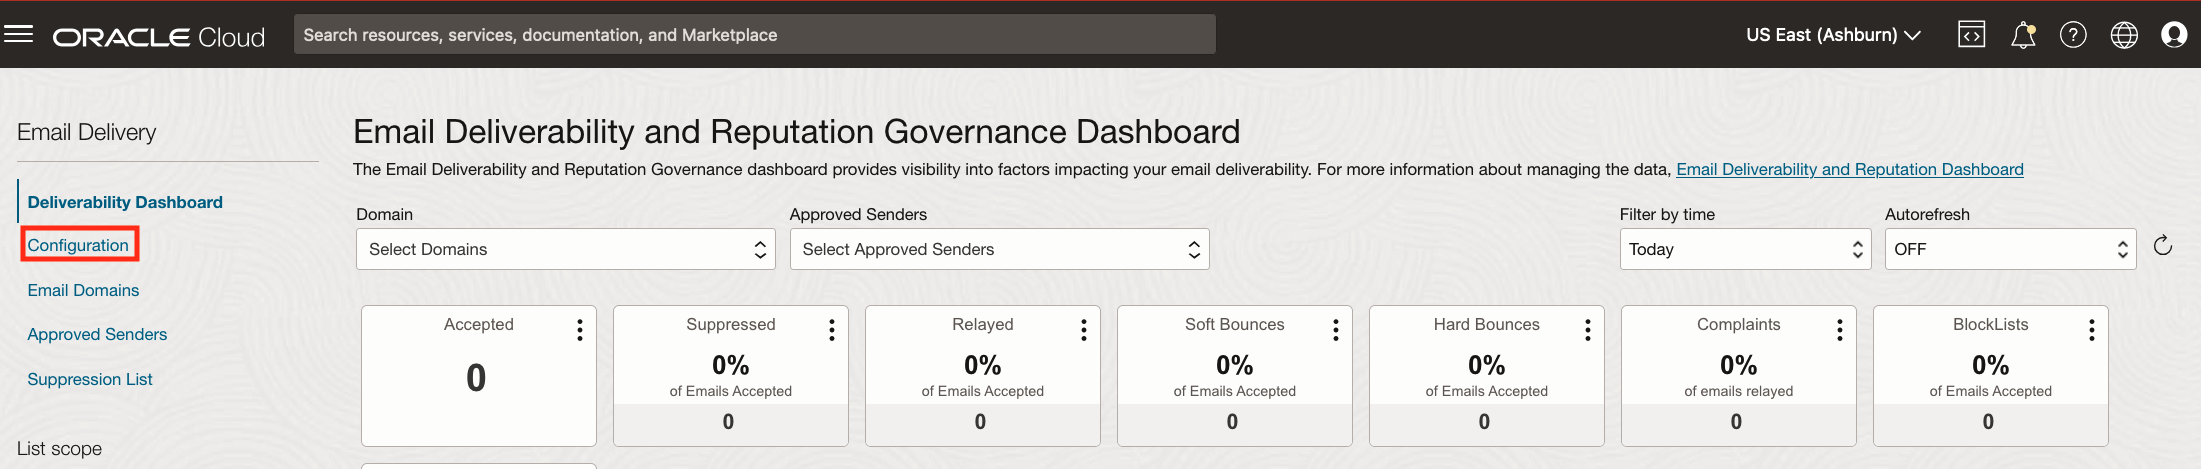 ORACLE Cloud
Search resources, services, documentation, and Marketplace
US East (Ashburn)
Email Delivery
Deliverability Dashboard
Configuration
Email Domains
Approved Senders
Suppression List
List scope
Email Deliverability and Reputation Governance Dashboard
The Email Deliverability and Reputation Governance dashboard provides visibility into factors impacting your email deliverability. For more information about managing the data, Email Deliverability and Reputation Dashboard
Domain
Select Domains
Approved Senders
Select Approved Senders
Filter by time
Today
Autorefresh
OFF
Accepted
0
Suppressed
0%
of Emails Accepted
0
Relayed
0%
of Emails Accepted
0
Soft Bounces
0%
of Emails Accepted
0
Hard Bounces
0%
of Emails Accepted
0
Complaints
0%
of emails relayed
0
BlockLists
0%
of Emails Accepted
0